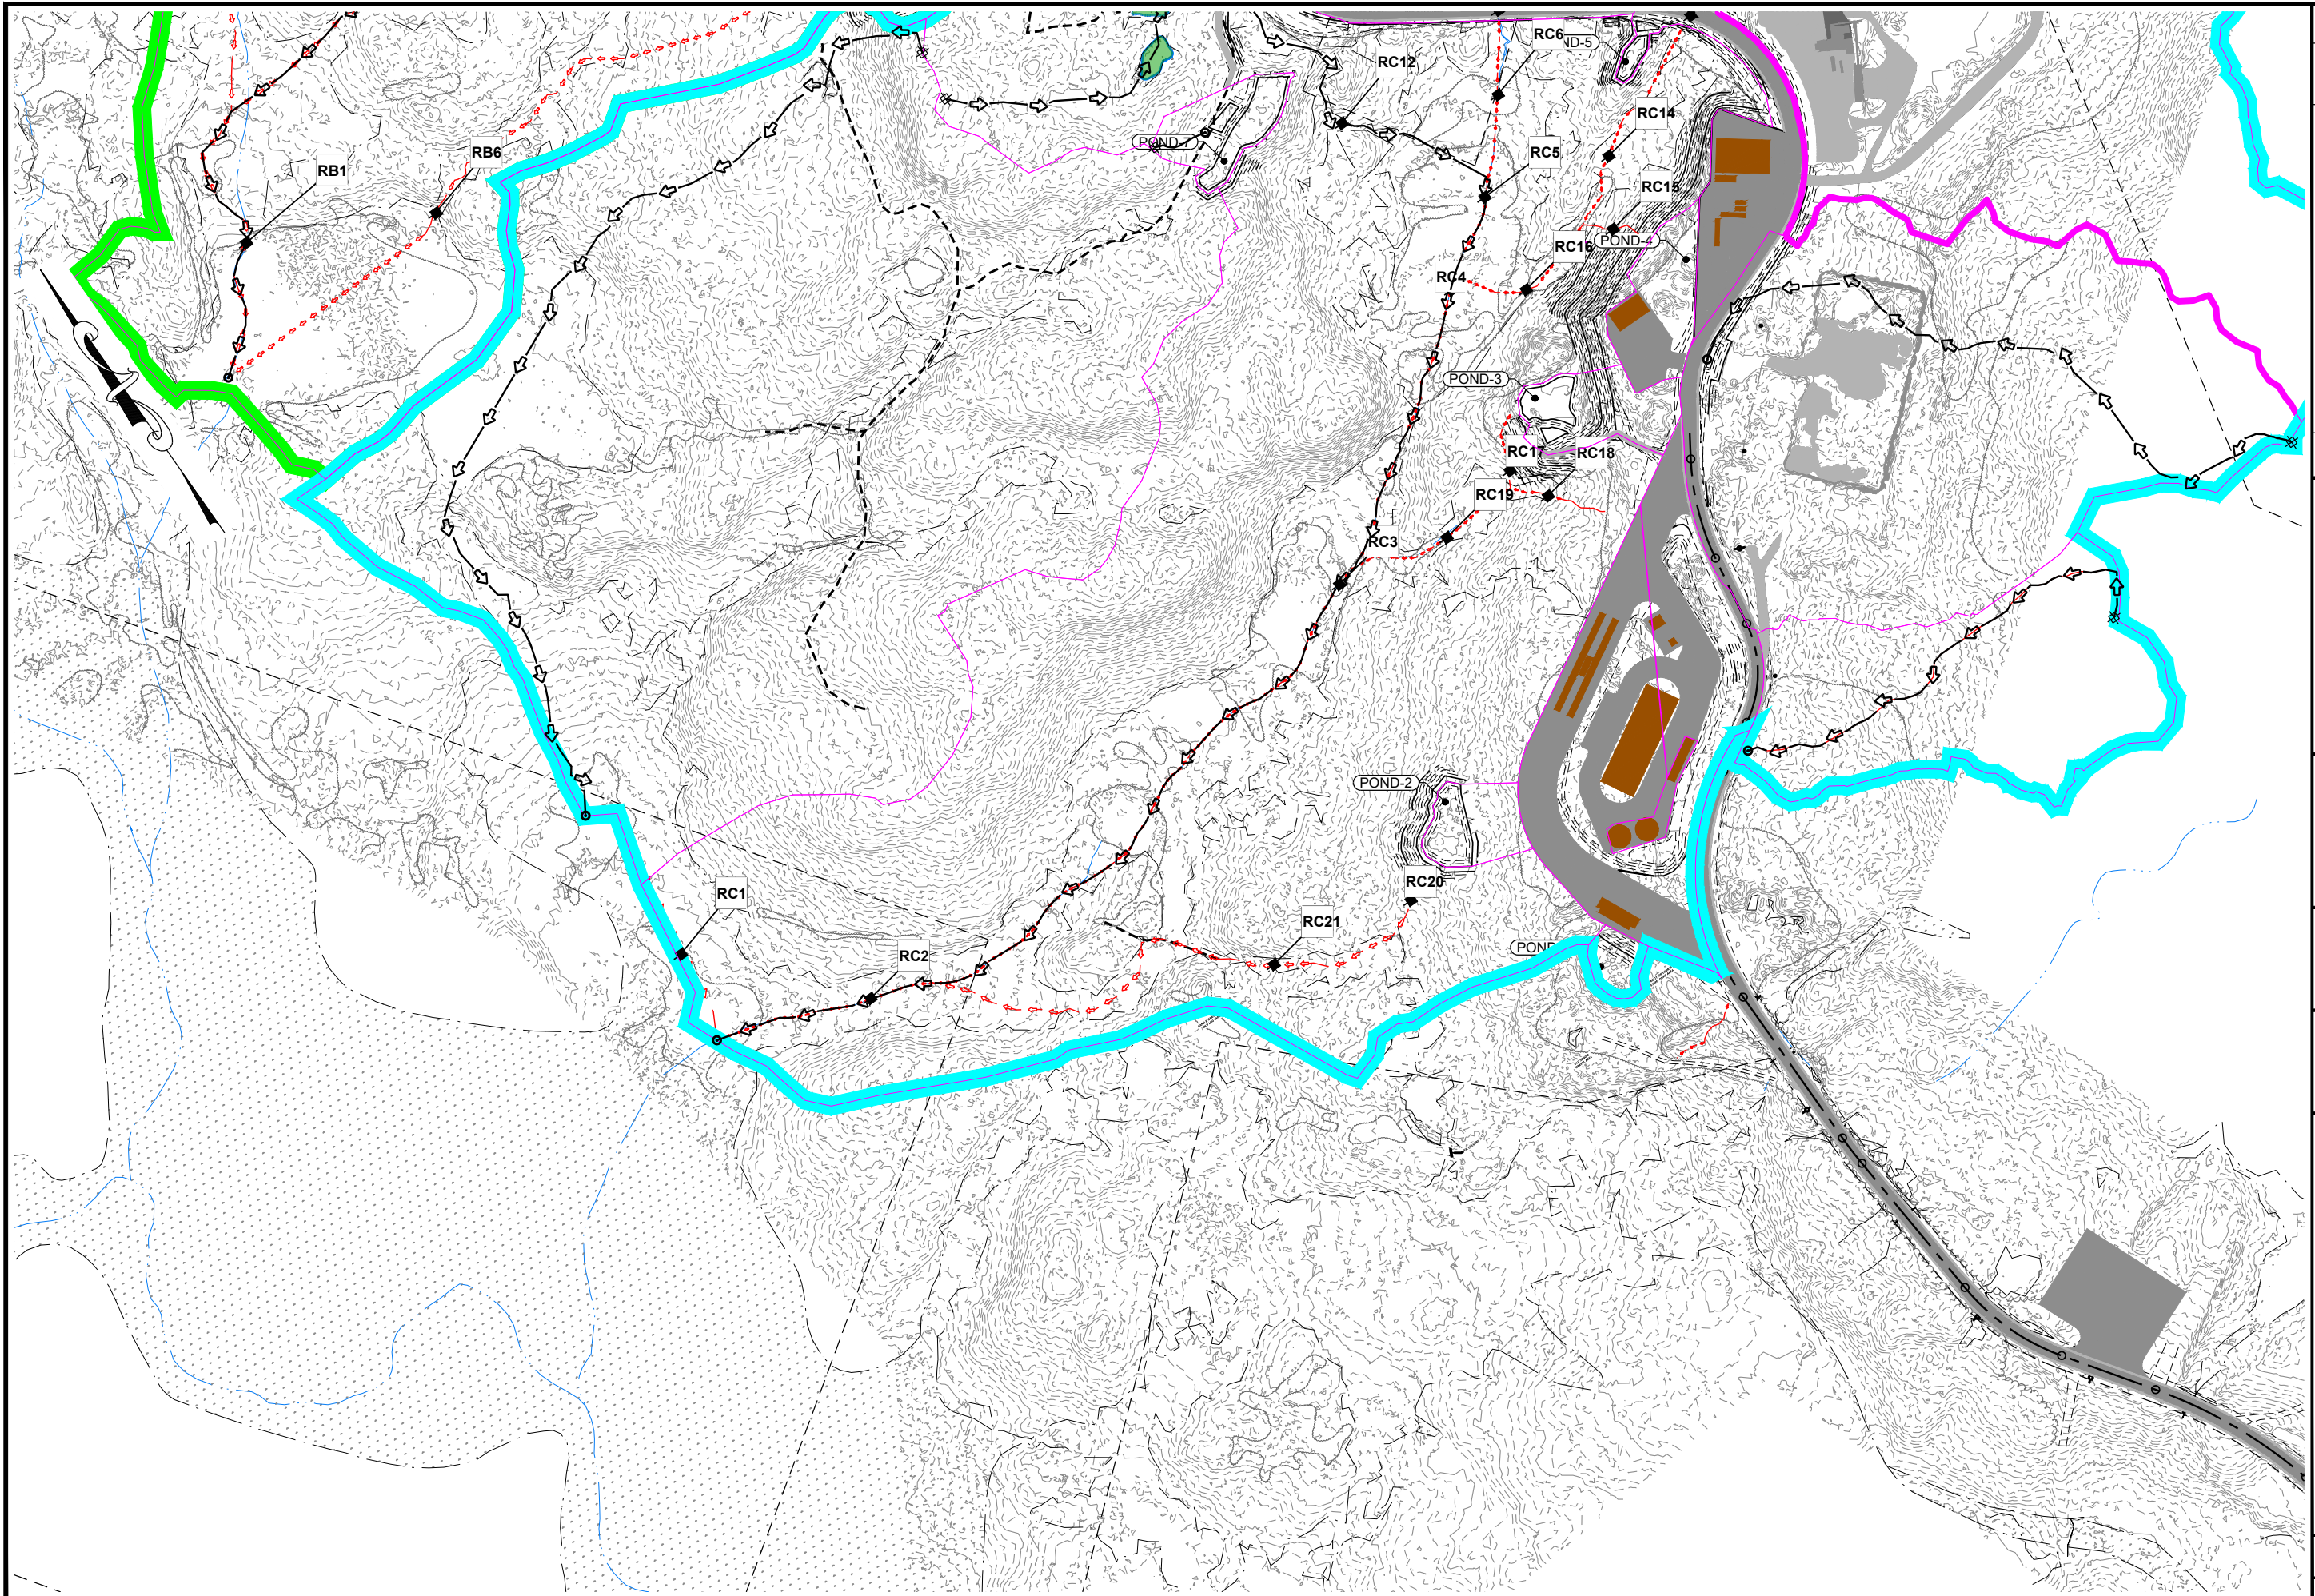 RC6
ND-5
RC12
RC14
POND-7
RB6
RC5
RB1
RC15
RC16
POND-4
RC4
POND-3
RC17
RC18
RC19
RC3
POND-2
RC20
RC1
RC21
RC2
POND